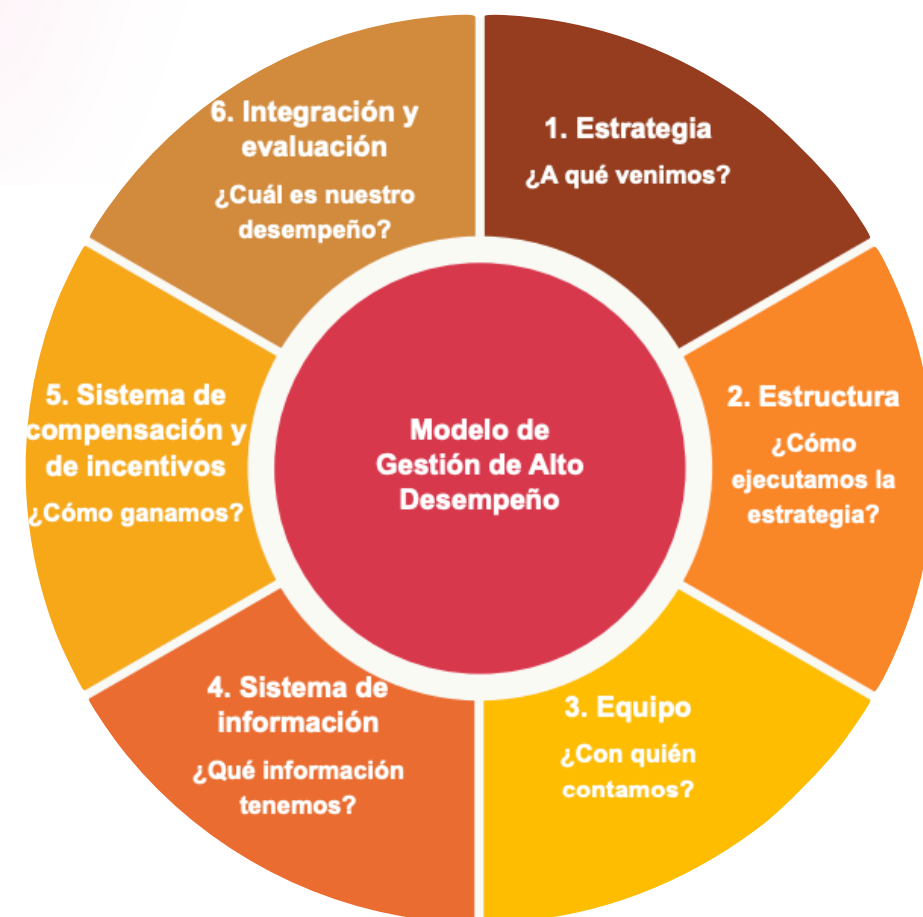 Modelo de
Gestión de Alto
Desempeño
1. Estrategia
¿A qué venimos?
2. Estructura
¿Cómo
ejecutamos la
estrategia?
3. Equipo
¿Con quién
contamos?
4. Sistema de
información
¿Qué información
tenemos?
5. Sistema de
compensación y
de incentivos
¿Cómo ganamos?
6. Integración y
evaluación
¿Cuál es nuestro
desempeño?